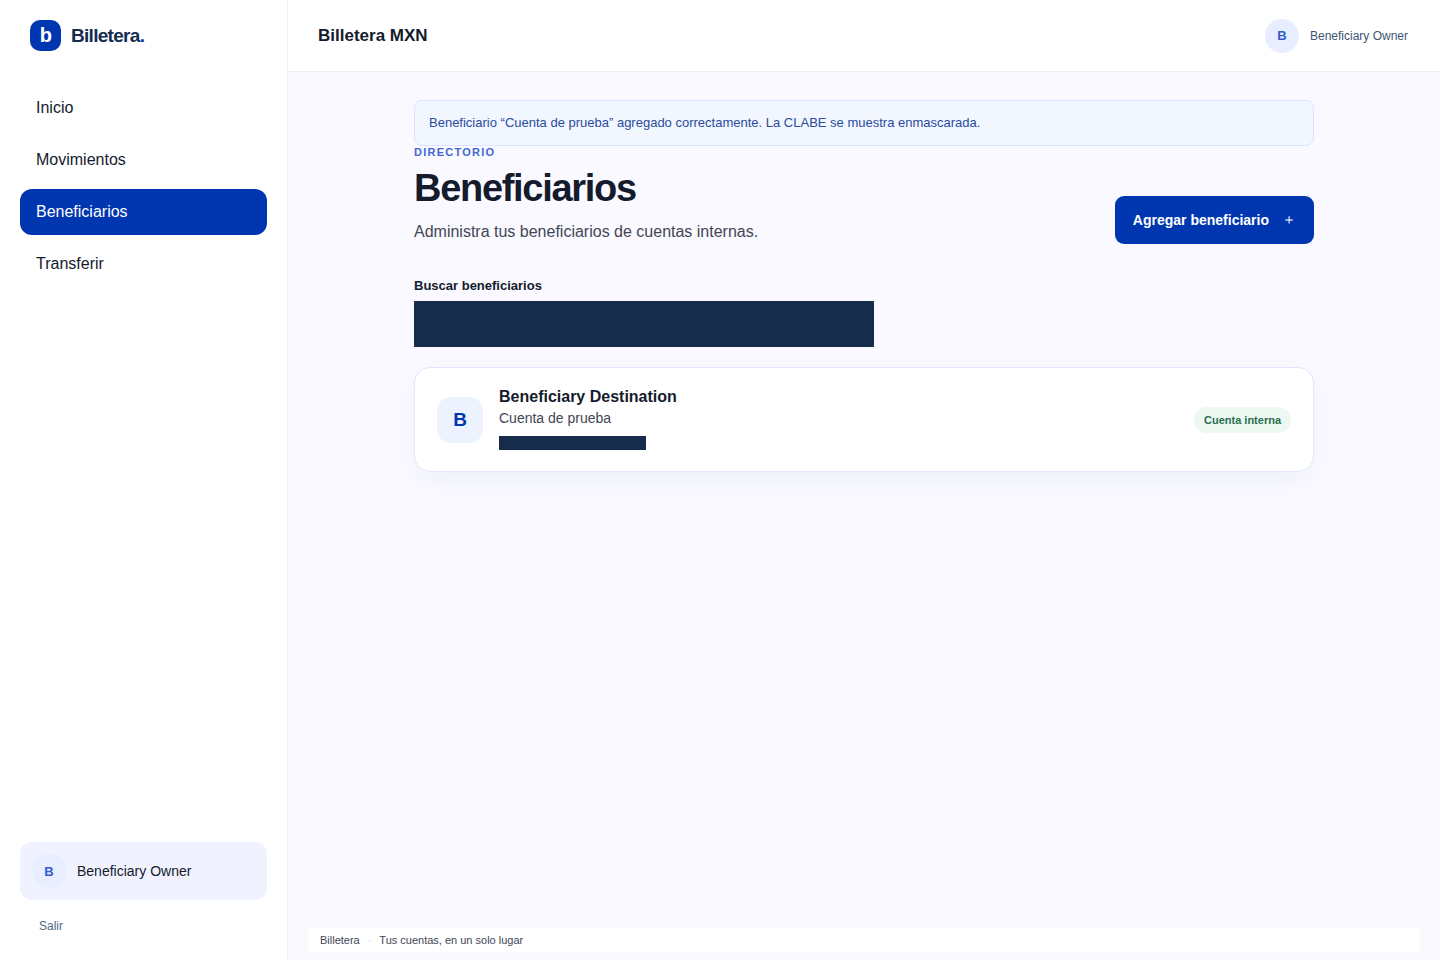 b Billetera.
Inicio
Movimientos
Beneficiarios
Transferir
B Beneficiary Owner
Salir
Billetera MXN
B Beneficiary Owner
Beneficiario “Cuenta de prueba” agregado correctamente. La CLABE se muestra enmascarada.
DIRECTORIO
Beneficiarios
Administra tus beneficiarios de cuentas internas.
Agregar beneficiario +
Buscar beneficiarios
B
Beneficiary Destination
Cuenta de prueba
Cuenta interna
Billetera · Tus cuentas, en un solo lugar